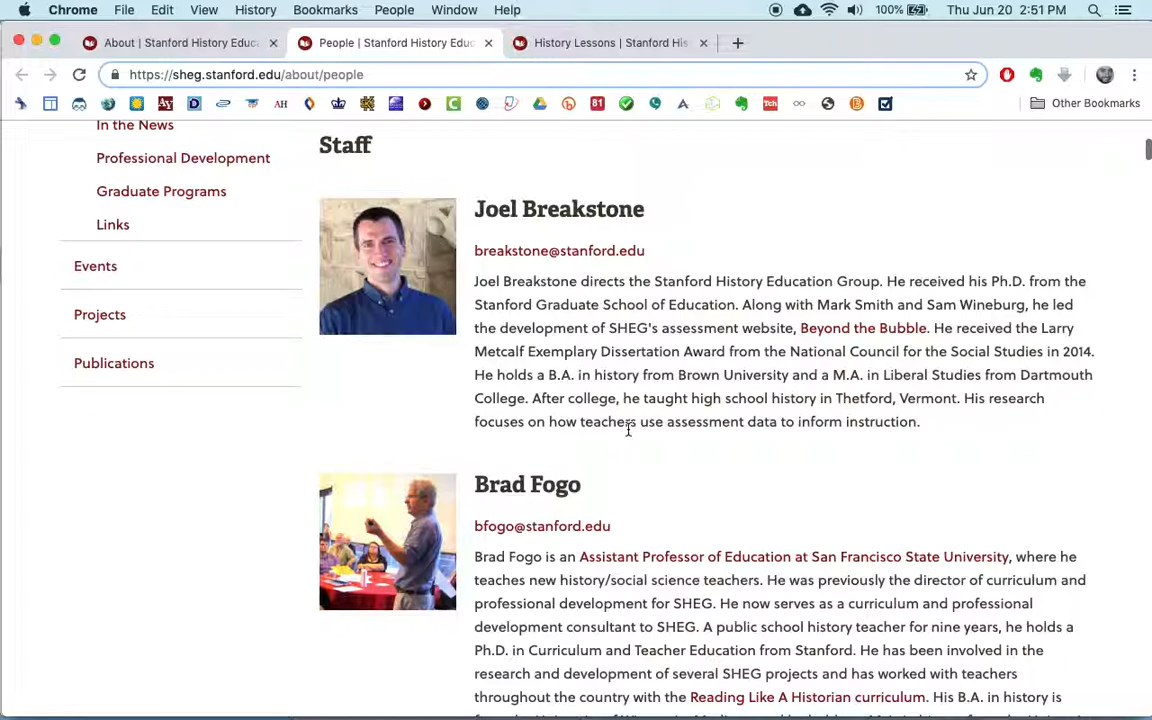 Chrome File Edit View History Bookmarks People Window Help 100% Thu Jun 20 2:51 PM
About | Stanford History Educ
People | Stanford History Educ
History Lessons | Stanford His
https://sheg.stanford.edu/about/people
AY D AH C 81 A Tch Other Bookmarks
In the News
Professional Development
Graduate Programs
Links
Events
Projects
Publications
Staff
Joel Breakstone
breakstone@stanford.edu
Joel Breakstone directs the Stanford History Education Group. He received his Ph.D. from the
Stanford Graduate School of Education. Along with Mark Smith and Sam Wineburg, he led
the development of SHEG's assessment website, Beyond the Bubble. He received the Larry
Metcalf Exemplary Dissertation Award from the National Council for the Social Studies in 2014.
He holds a B.A. in history from Brown University and a M.A. in Liberal Studies from Dartmouth
College. After college, he taught high school history in Thetford, Vermont. His research
focuses on how teachers use assessment data to inform instruction.
Brad Fogo
bfogo@stanford.edu
Brad Fogo is an Assistant Professor of Education at San Francisco State University, where he
teaches new history/social science teachers. He was previously the director of curriculum and
professional development for SHEG. He now serves as a curriculum and professional
development consultant to SHEG. A public school history teacher for nine years, he holds a
Ph.D. in Curriculum and Teacher Education from Stanford. He has been involved in the
research and development of several SHEG projects and has worked with teachers
throughout the country with the Reading Like A Historian curriculum. His B.A. in history is